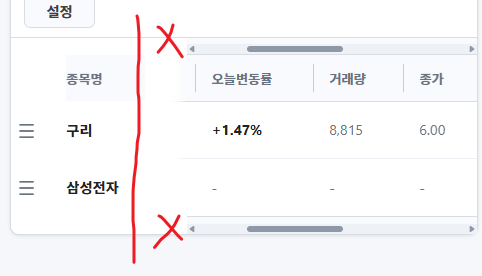 설정
종목명 오늘변동률 거래량 종가
구리 +1.47% 8,815 6.00
삼성전자 - - -